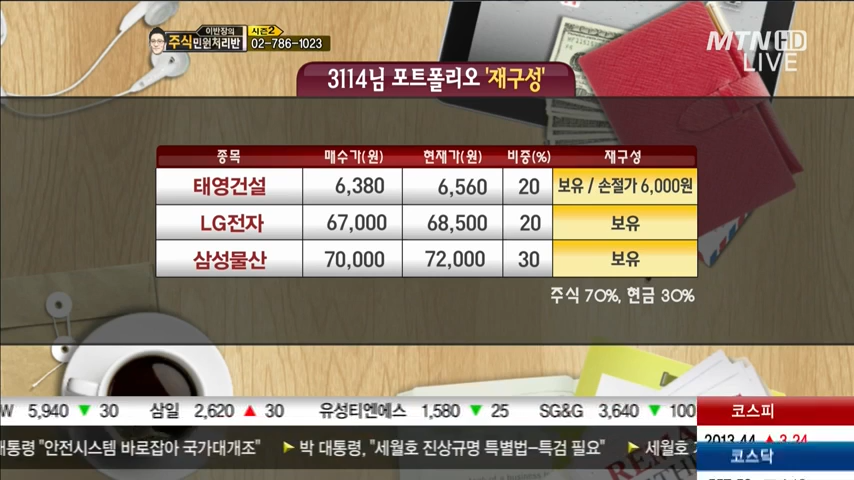 이반장의 시즌2
주식민원처리반 02-786-1023
MTN HD
LIVE
3114님 포트폴리오 '재구성'
종목 매수가(원) 현재가(원) 비중(%) 재구성
태영건설 6,380 6,560 20 보유 / 손절가 6,000원
LG전자 67,000 68,500 20 보유
삼성물산 70,000 72,000 30 보유
주식 70%, 현금 30%
W 5,940 ▼ 30 삼일 2,620 ▲ 30 유성티엔에스 1,580 ▼ 25 SG&G 3,640 ▼ 100
코스피
2013.44 ▲ 3.24
대통령 "안전시스템 바로잡아 국가대개조" ▶ 박 대통령, "세월호 진상규명 특별법-특검 필요" ▶ 세월호
코스닥